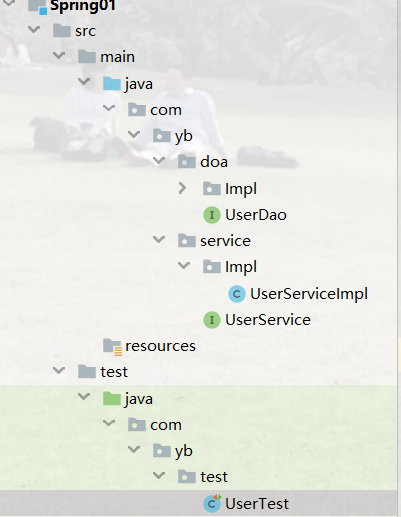 Spring01
src
main
java
com
yb
doa
Impl
I UserDao
service
Impl
C UserServiceImpl
I UserService
resources
test
java
com
yb
test
C UserTest